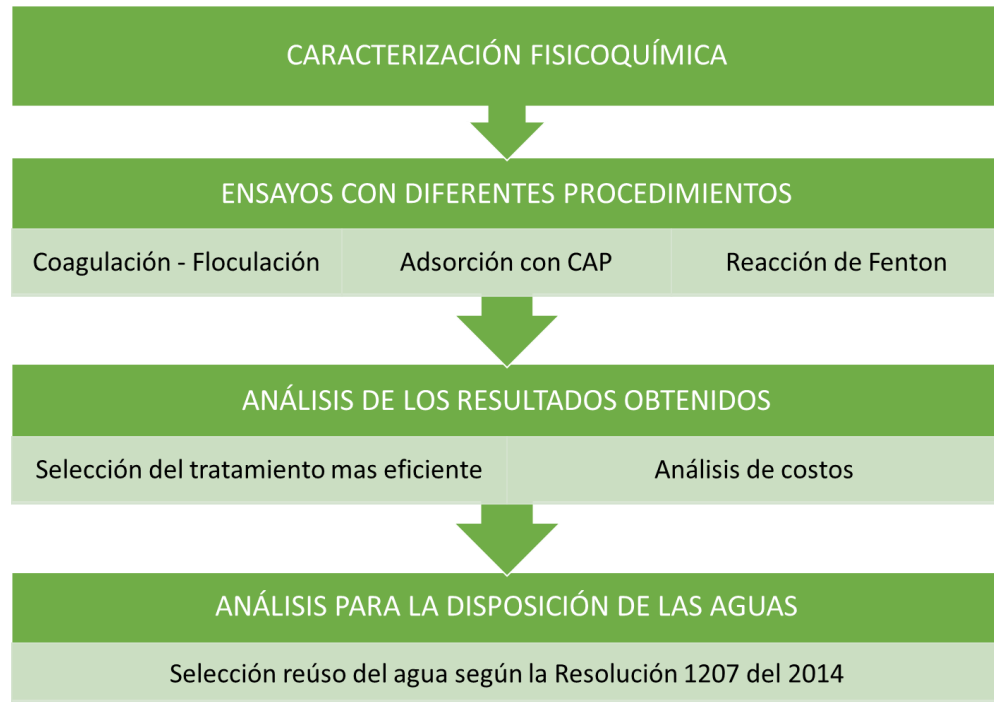 CARACTERIZACIÓN FISICOQUÍMICA
ENSAYOS CON DIFERENTES PROCEDIMIENTOS
Coagulación - Floculación
Adsorción con CAP
Reacción de Fenton
ANÁLISIS DE LOS RESULTADOS OBTENIDOS
Selección del tratamiento mas eficiente
Análisis de costos
ANÁLISIS PARA LA DISPOSICIÓN DE LAS AGUAS
Selección reúso del agua según la Resolución 1207 del 2014